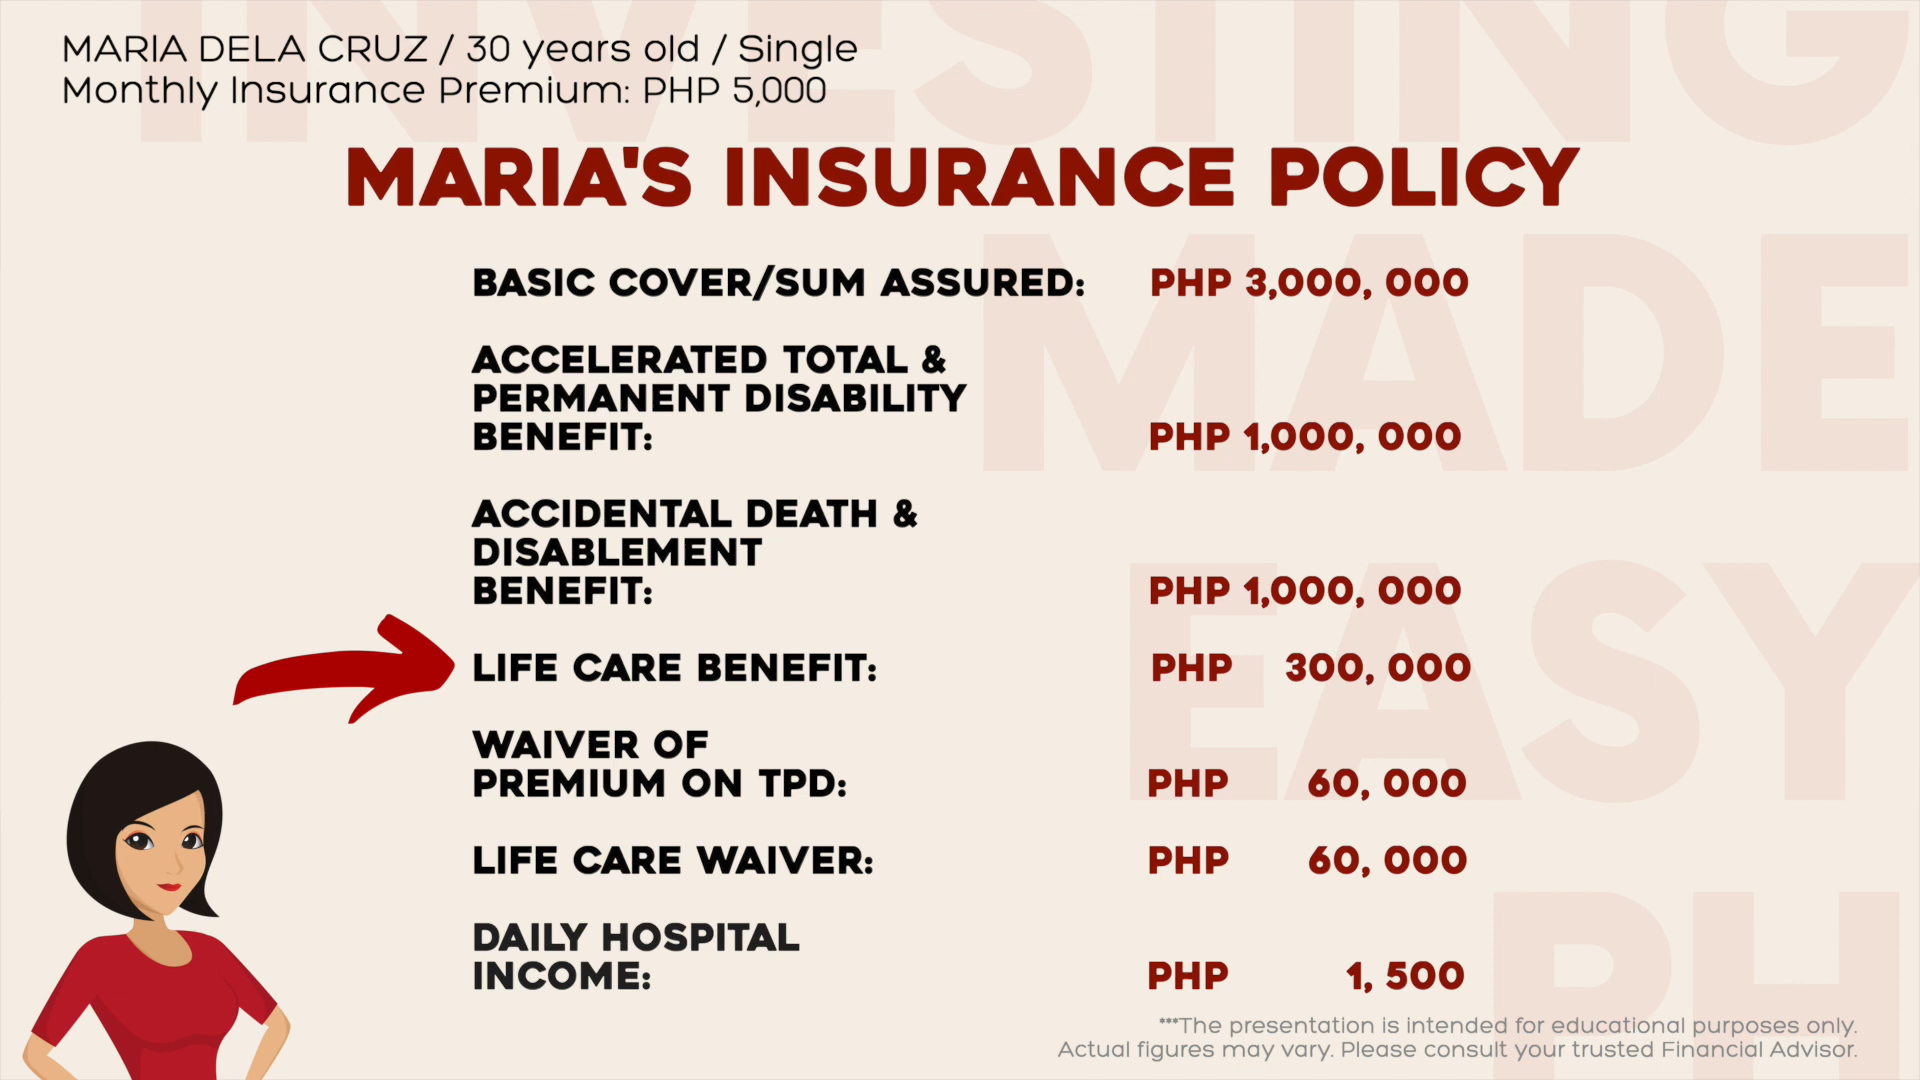 MARIA DELA CRUZ / 30 years old / Single
Monthly Insurance Premium: PHP 5,000
MARIA'S INSURANCE POLICY
BASIC COVER/SUM ASSURED: PHP 3,000, 000
ACCELERATED TOTAL &
PERMANENT DISABILITY
BENEFIT: PHP 1,000, 000
ACCIDENTAL DEATH &
DISABLEMENT
BENEFIT: PHP 1,000, 000
LIFE CARE BENEFIT: PHP 300, 000
WAIVER OF
PREMIUM ON TPD: PHP 60, 000
LIFE CARE WAIVER: PHP 60, 000
DAILY HOSPITAL
INCOME: PHP 1, 500
***The presentation is intended for educational purposes only.
Actual figures may vary. Please consult your trusted Financial Advisor.
INVESTING
MADE
EASY
PH